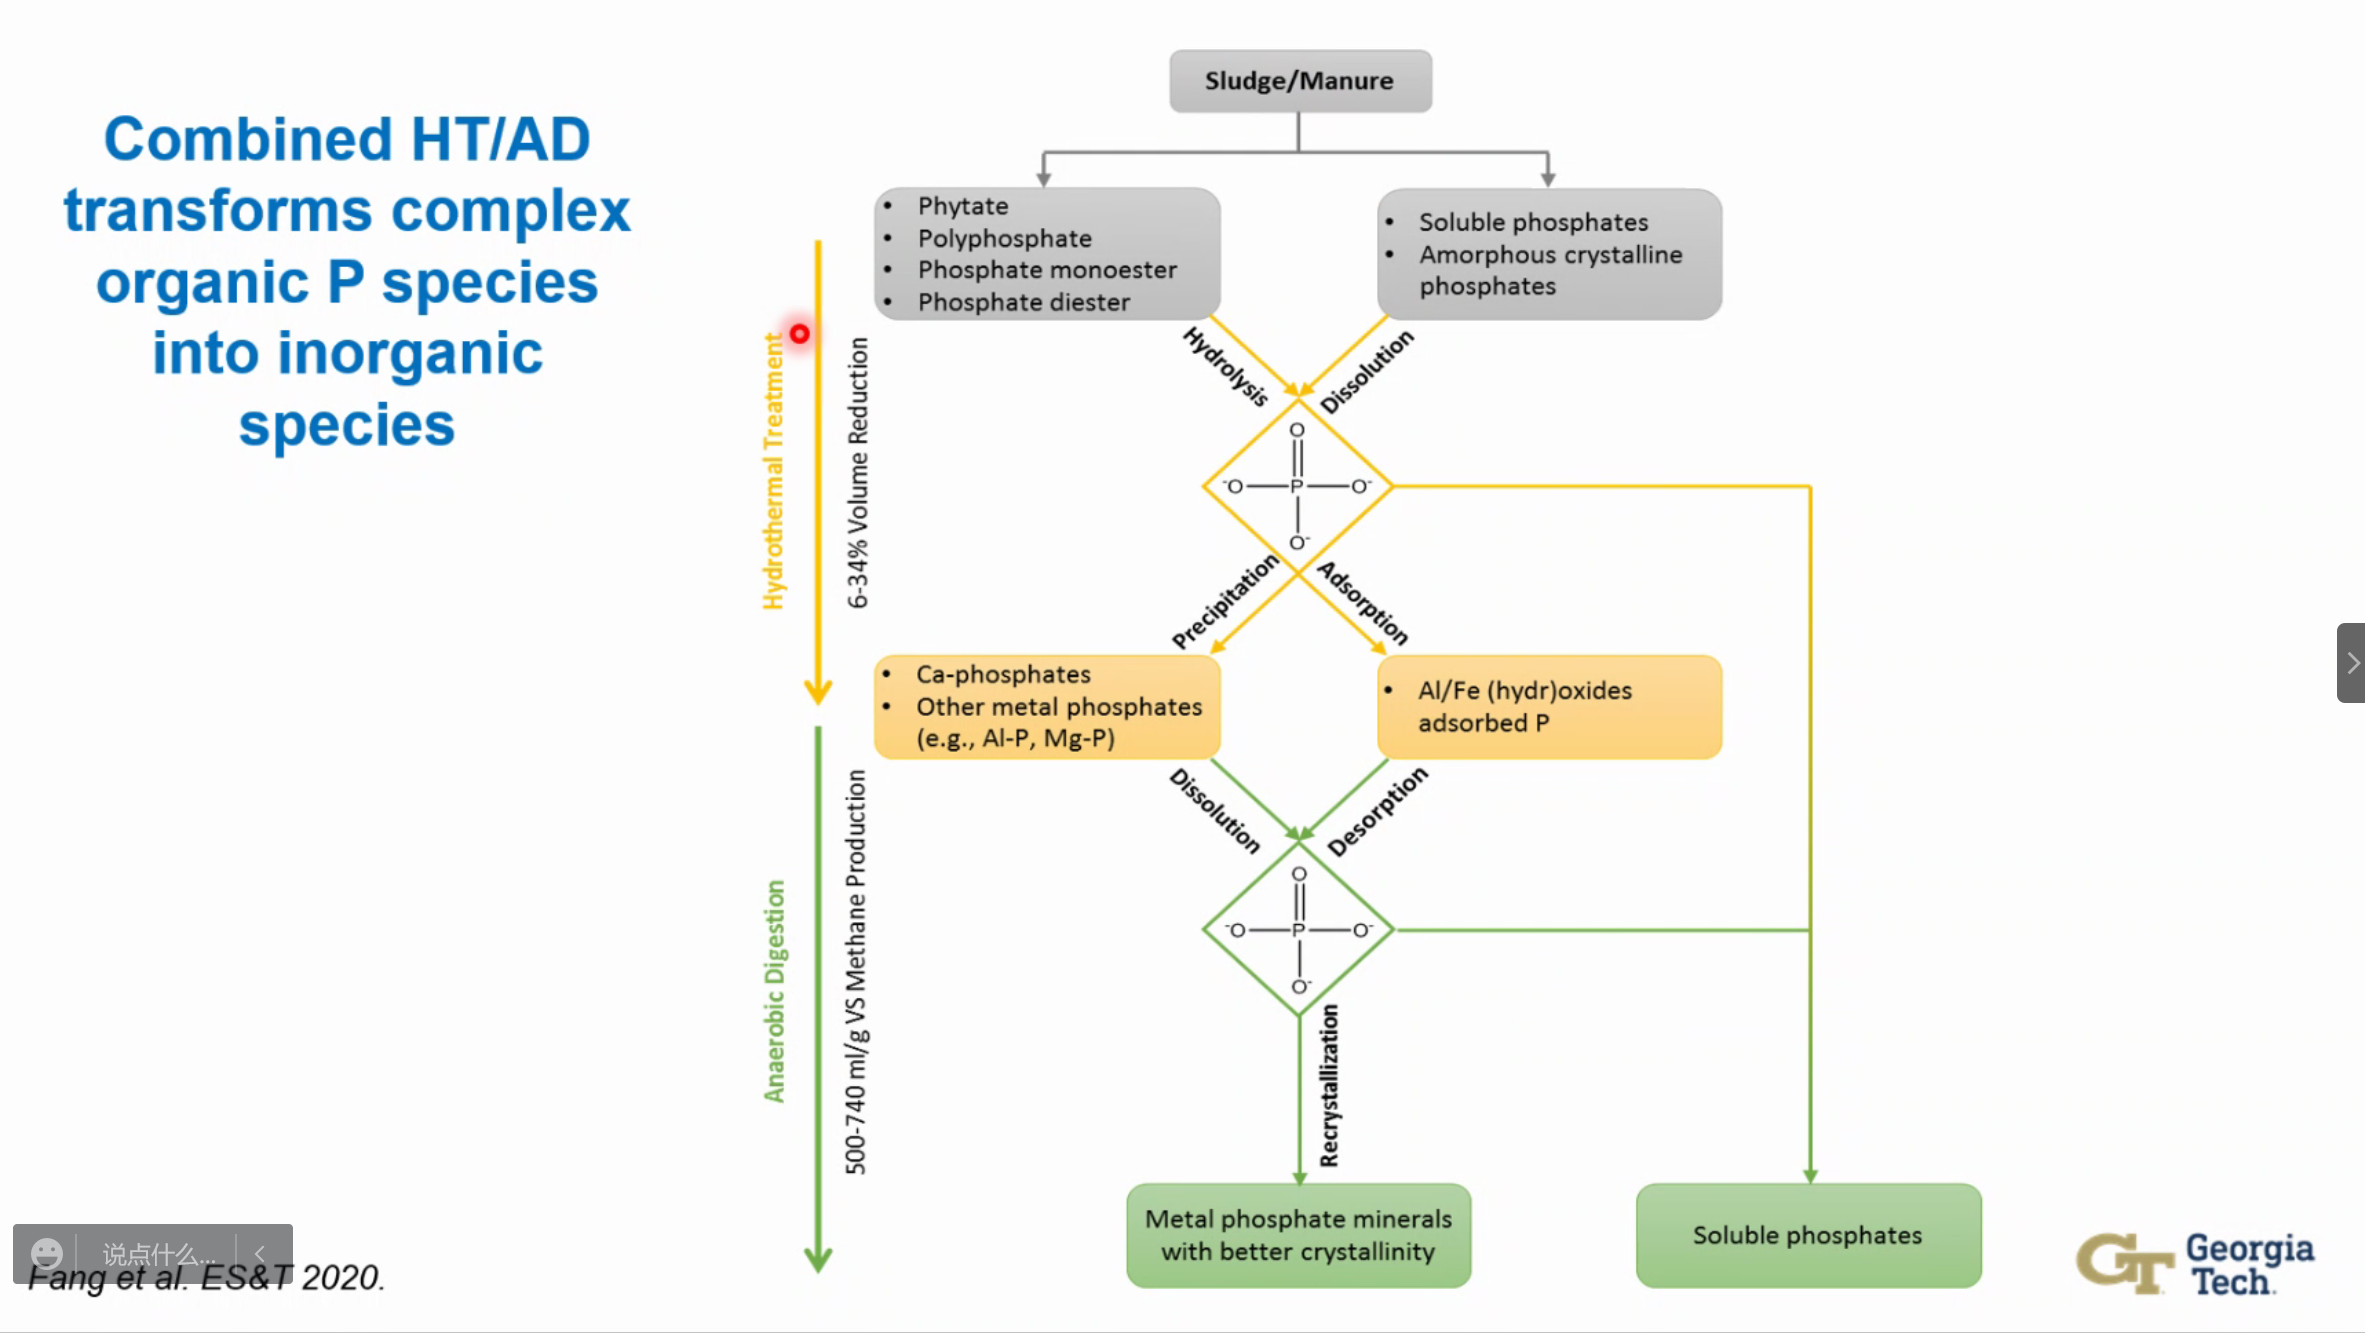 Combined HT/AD
transforms complex
organic P species
into inorganic
species
Sludge/Manure
• Phytate
• Polyphosphate
• Phosphate monoester
• Phosphate diester
• Soluble phosphates
• Amorphous crystalline
phosphates
Hydrothermal Treatment
6-34% Volume Reduction
Hydrolysis
Dissolution
O
-O P O-
O-
Precipitation
Adsorption
• Ca-phosphates
• Other metal phosphates
(e.g., Al-P, Mg-P)
• Al/Fe (hydr)oxides
adsorbed P
Anaerobic Digestion
500-740 ml/g VS Methane Production
Dissolution
Desorption
O
-O P O-
O-
Recrystallization
Metal phosphate minerals
with better crystallinity
Soluble phosphates
说点什么...
Fang et al. ES&T 2020.
GT Georgia
Tech.